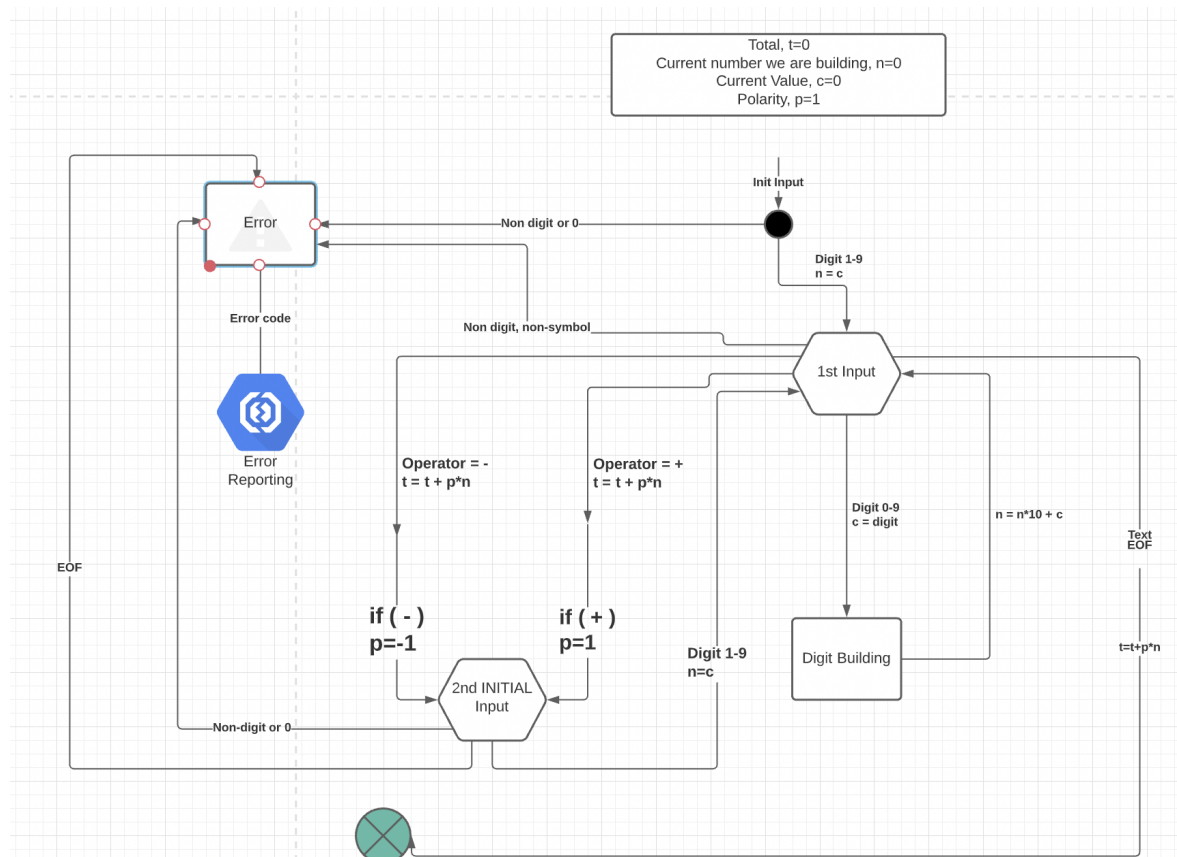 Total, t=0
Current number we are building, n=0
Current Value, c=0
Polarity, p=1
Init Input
Error
Non digit or 0
Digit 1-9
n = c
Error code
Non digit, non-symbol
1st Input
Error
Reporting
Operator = -
t = t + p*n
Operator = +
t = t + p*n
Digit 0-9
c = digit
n = n*10 + c
Text
EOF
EOF
if ( - )
p=-1
if ( + )
p=1
Digit 1-9
n=c
Digit Building
t=t+p*n
2nd INITIAL
Input
Non-digit or 0